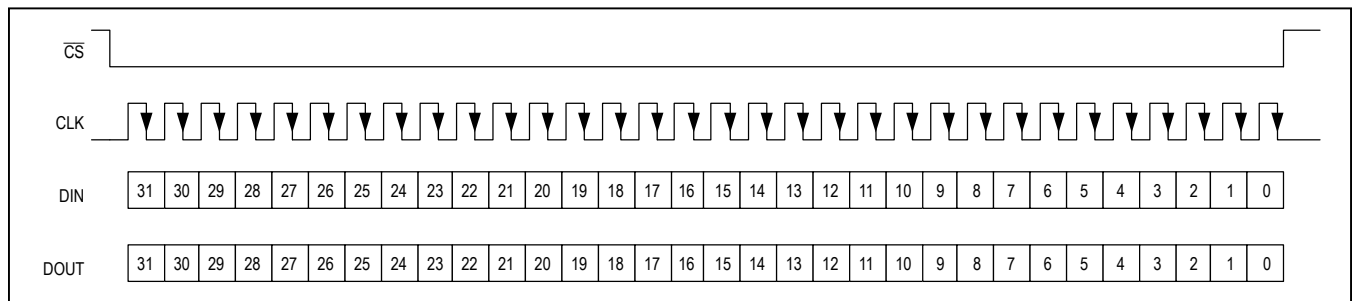 C̅S̅
CLK
DIN 31 30 29 28 27 26 25 24 23 22 21 20 19 18 17 16 15 14 13 12 11 10 9 8 7 6 5 4 3 2 1 0
DOUT 31 30 29 28 27 26 25 24 23 22 21 20 19 18 17 16 15 14 13 12 11 10 9 8 7 6 5 4 3 2 1 0